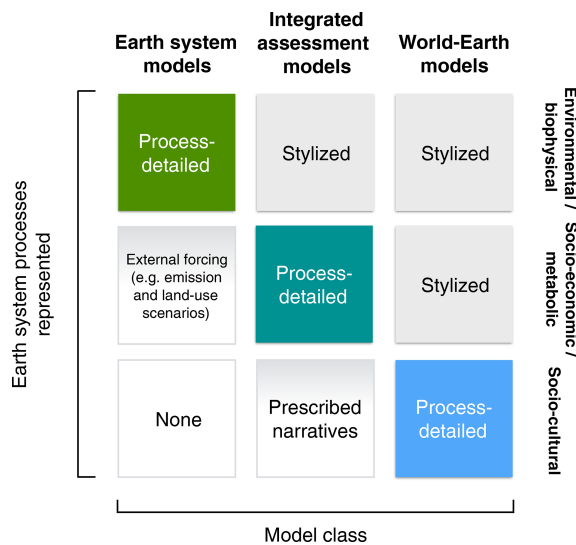 Earth system
models
Integrated
assessment
models
World-Earth
models
Earth system processes
represented
Process-
detailed
Stylized
Stylized
Environmental /
biophysical
External forcing
(e.g. emission
and land-use
scenarios)
Process-
detailed
Stylized
Socio-economic /
metabolic
None
Prescribed
narratives
Process-
detailed
Socio-cultural
Model class